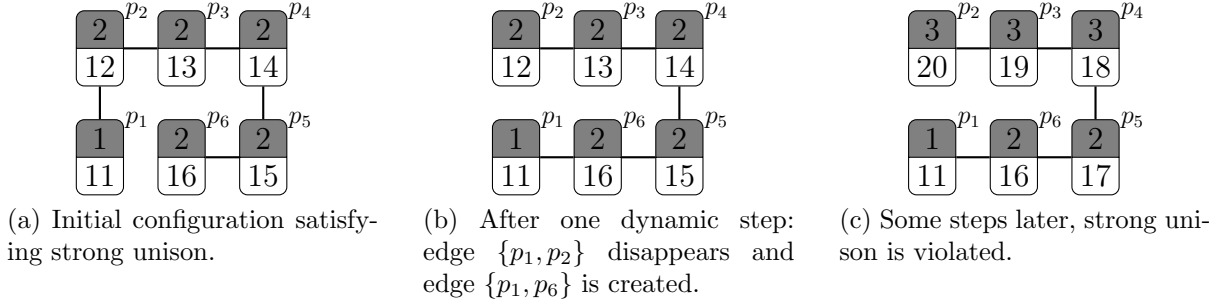 2 p₂ 2 p₃ 2 p₄
12 13 14
1 p₁ 2 p₆ 2 p₅
11 16 15
(a) Initial configuration satisfy-
ing strong unison.
2 p₂ 2 p₃ 2 p₄
12 13 14
1 p₁ 2 p₆ 2 p₅
11 16 15
(b) After one dynamic step:
edge {p₁, p₂} disappears and
edge {p₁, p₆} is created.
3 p₂ 3 p₃ 3 p₄
20 19 18
1 p₁ 2 p₆ 2 p₅
11 16 17
(c) Some steps later, strong uni-
son is violated.